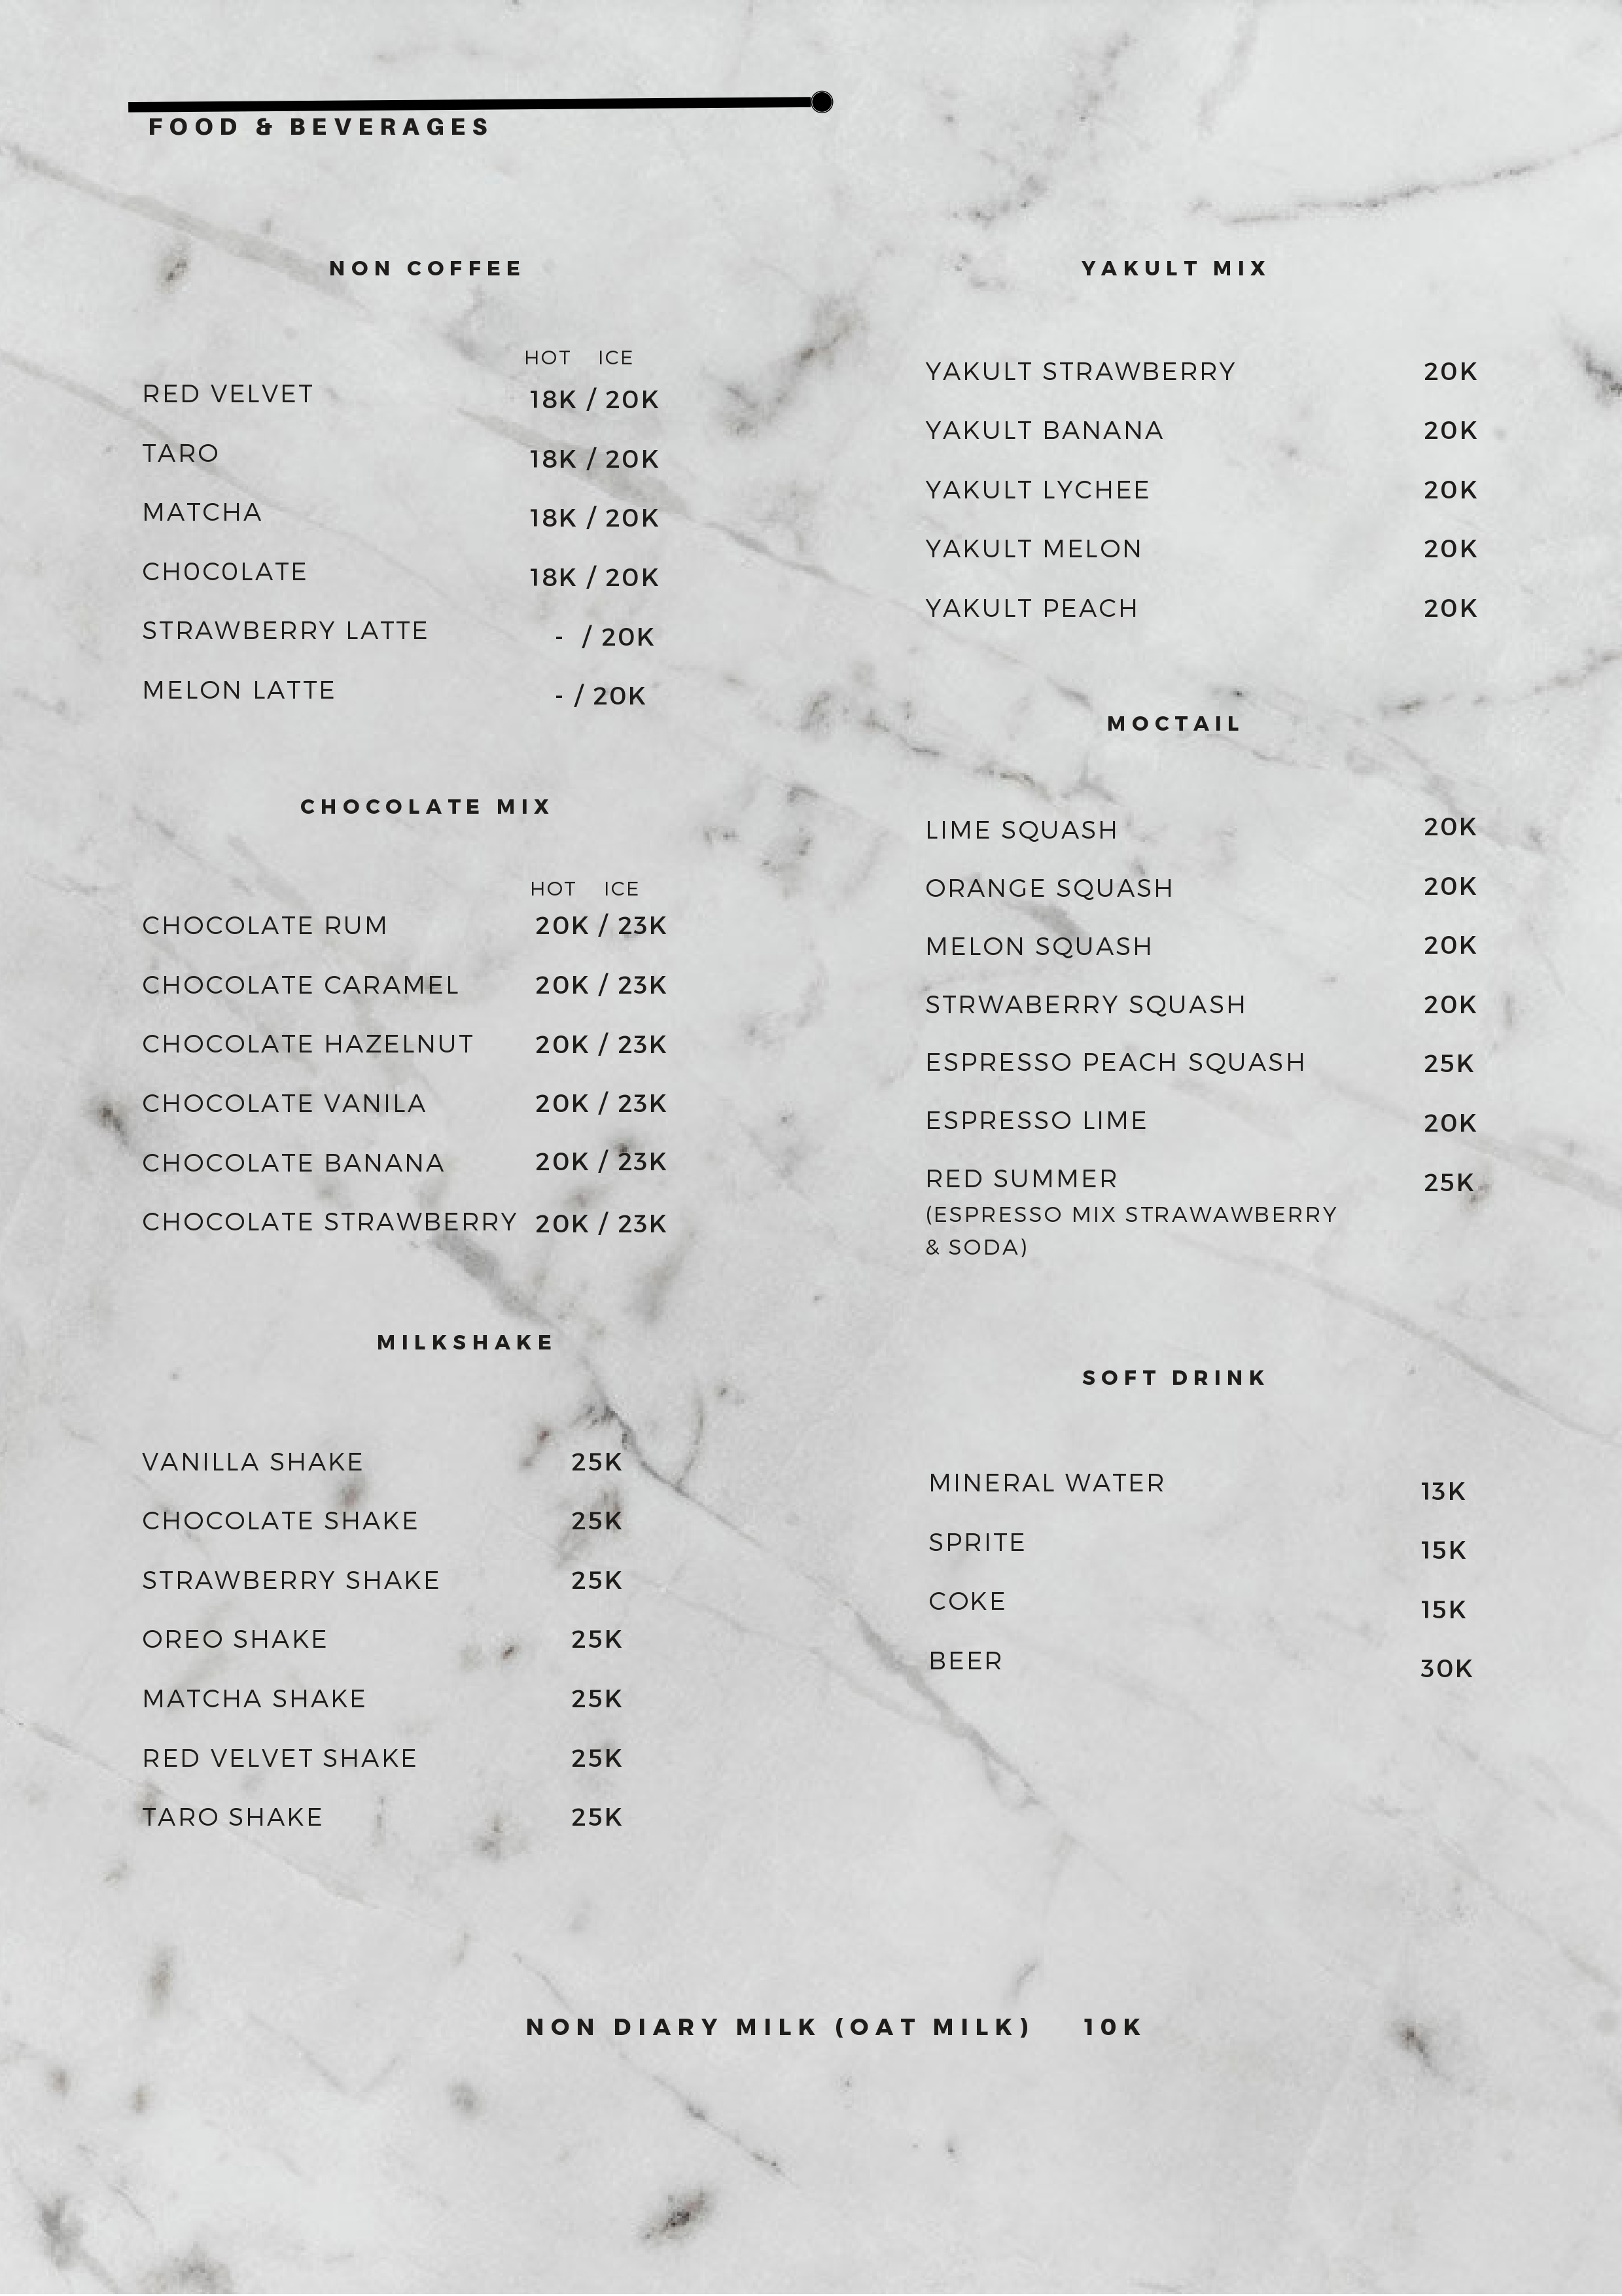 FOOD & BEVERAGES
NON COFFEE
HOT ICE
RED VELVET 18K / 20K
TARO 18K / 20K
MATCHA 18K / 20K
CH0C0LATE 18K / 20K
STRAWBERRY LATTE - / 20K
MELON LATTE - / 20K
CHOCOLATE MIX
HOT ICE
CHOCOLATE RUM 20K / 23K
CHOCOLATE CARAMEL 20K / 23K
CHOCOLATE HAZELNUT 20K / 23K
CHOCOLATE VANILA 20K / 23K
CHOCOLATE BANANA 20K / 23K
CHOCOLATE STRAWBERRY 20K / 23K
MILKSHAKE
VANILLA SHAKE 25K
CHOCOLATE SHAKE 25K
STRAWBERRY SHAKE 25K
OREO SHAKE 25K
MATCHA SHAKE 25K
RED VELVET SHAKE 25K
TARO SHAKE 25K
YAKULT MIX
YAKULT STRAWBERRY 20K
YAKULT BANANA 20K
YAKULT LYCHEE 20K
YAKULT MELON 20K
YAKULT PEACH 20K
MOCTAIL
LIME SQUASH 20K
ORANGE SQUASH 20K
MELON SQUASH 20K
STRWABERRY SQUASH 20K
ESPRESSO PEACH SQUASH 25K
ESPRESSO LIME 20K
RED SUMMER 25K
(ESPRESSO MIX STRAWAWBERRY
& SODA)
SOFT DRINK
MINERAL WATER 13K
SPRITE 15K
COKE 15K
BEER 30K
NON DIARY MILK (OAT MILK) 10K